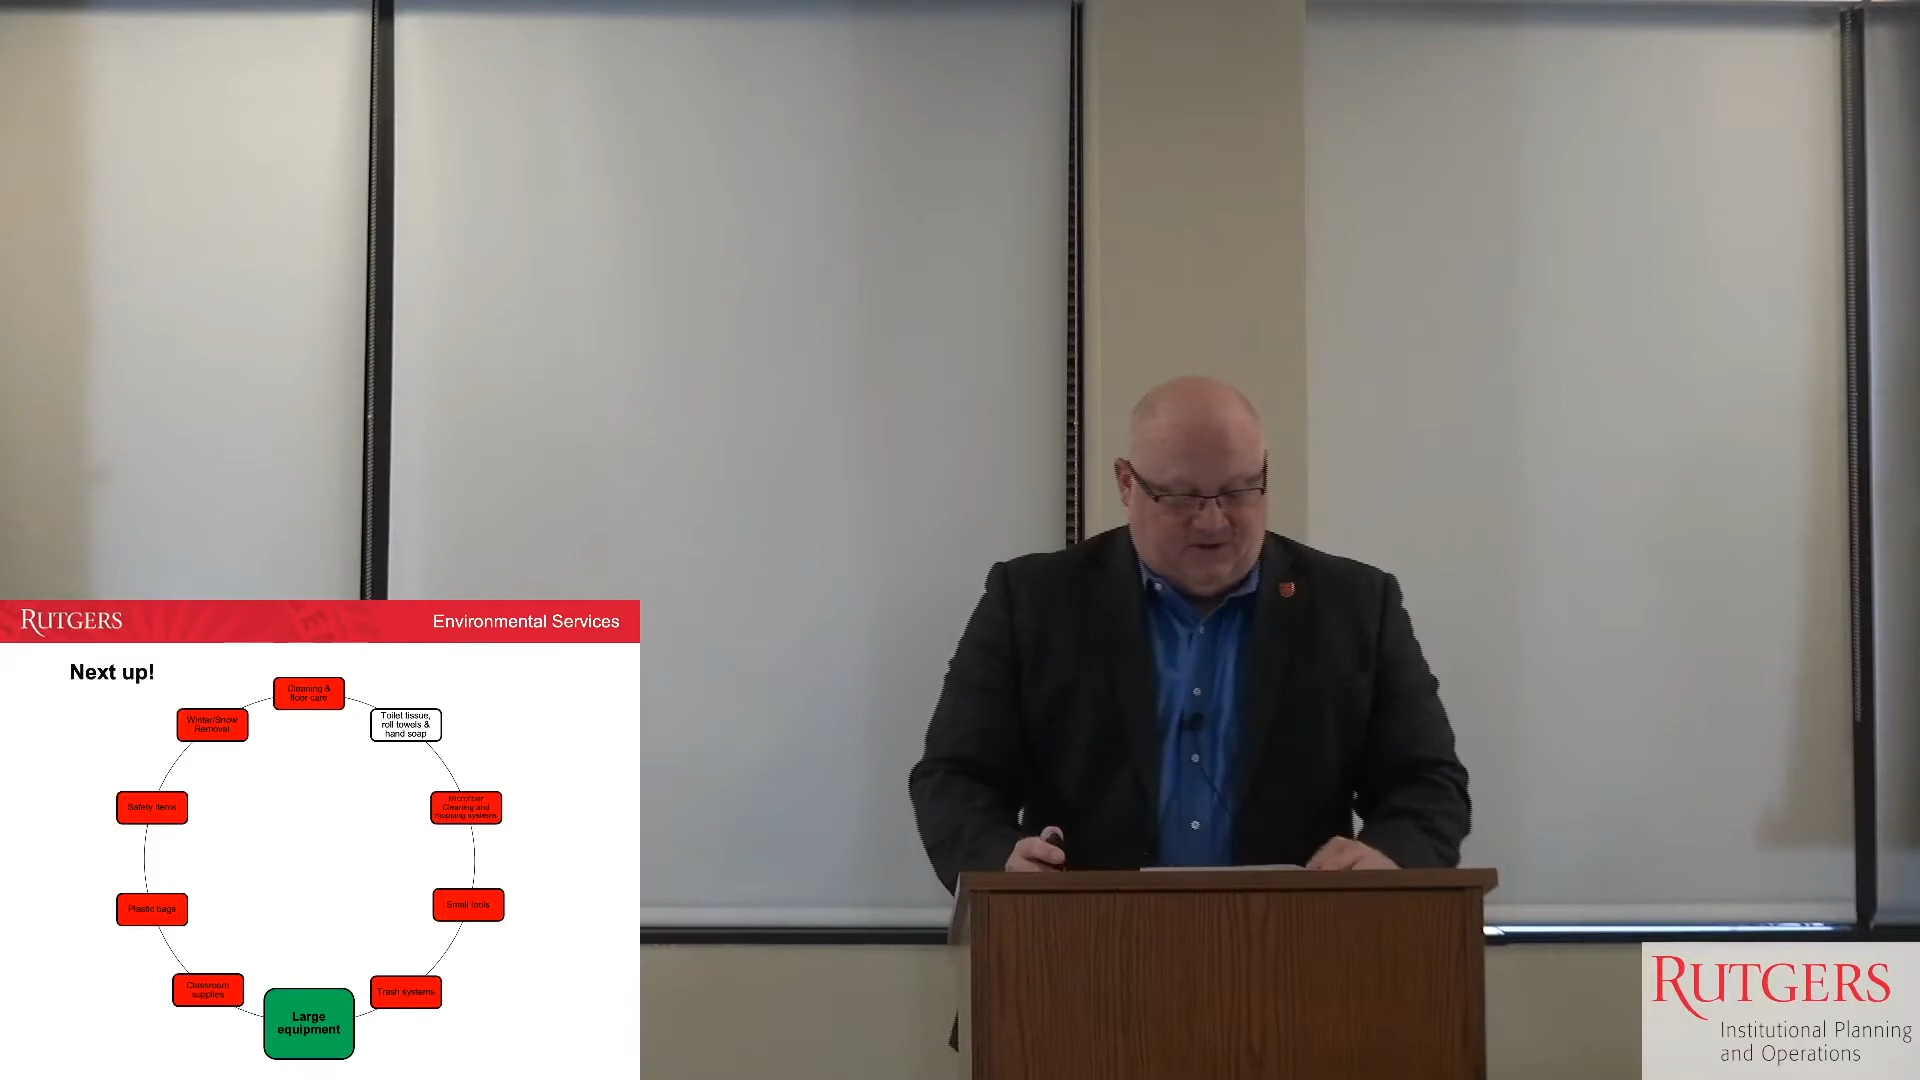 RUTGERS
Environmental Services
Next up!
Cleaning &
floor care
Winter/Snow
Removal
Toilet tissue,
roll towels &
hand soap
Safety items
Microfiber
Cleaning and
mopping systems
Plastic bags
Small tools
Classroom
supplies
Trash systems
Large
equipment
RUTGERS
Institutional Planning
and Operations